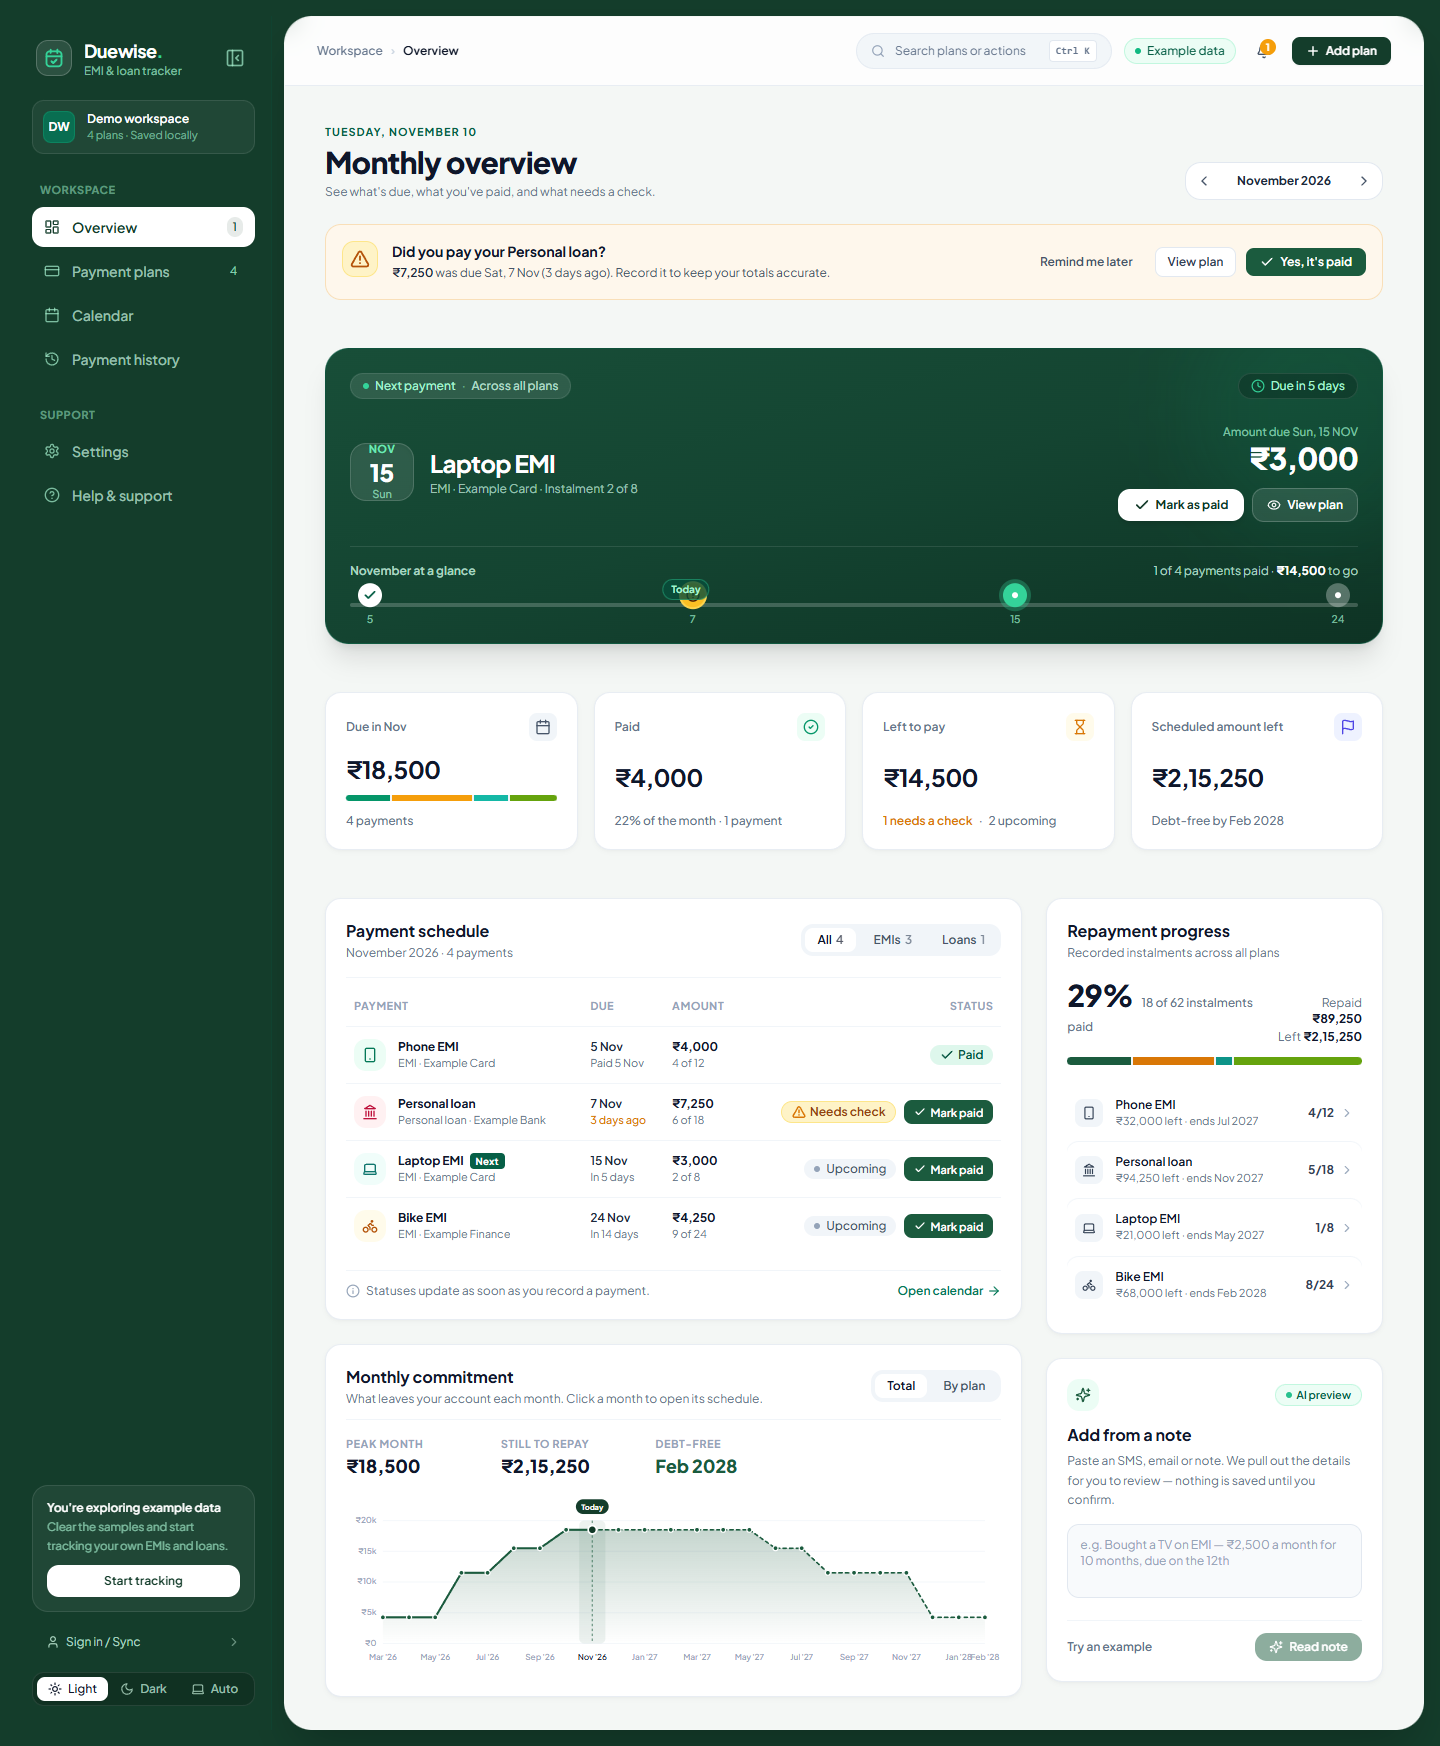 Duewise.
EMI & loan tracker
DW
Demo workspace
4 plans · Saved locally
WORKSPACE
Overview 1
Payment plans 4
Calendar
Payment history
SUPPORT
Settings
Help & support
You're exploring example data
Clear the samples and start
tracking your own EMIs and loans.
Start tracking
Sign in / Sync
Light Dark Auto
Workspace › Overview
Search plans or actions Ctrl K
Example data
1
Add plan
TUESDAY, NOVEMBER 10
Monthly overview
See what's due, what you've paid, and what needs a check.
November 2026
Did you pay your Personal loan?
₹7,250 was due Sat, 7 Nov (3 days ago). Record it to keep your totals accurate.
Remind me later View plan Yes, it's paid
Next payment · Across all plans
Due in 5 days
NOV
15
Sun
Laptop EMI
EMI · Example Card · Instalment 2 of 8
Amount due Sun, 15 NOV
₹3,000
Mark as paid View plan
November at a glance
1 of 4 payments paid · ₹14,500 to go
Today
5 7 15 24
Due in Nov
₹18,500
4 payments
Paid
₹4,000
22% of the month · 1 payment
Left to pay
₹14,500
1 needs a check · 2 upcoming
Scheduled amount left
₹2,15,250
Debt-free by Feb 2028
Payment schedule
November 2026 · 4 payments
All 4 EMIs 3 Loans 1
PAYMENT DUE AMOUNT STATUS
Phone EMI 5 Nov ₹4,000 Paid
EMI · Example Card Paid 5 Nov 4 of 12
Personal loan 7 Nov ₹7,250 Needs check Mark paid
Personal loan · Example Bank 3 days ago 6 of 18
Laptop EMI Next 15 Nov ₹3,000 Upcoming Mark paid
EMI · Example Card In 5 days 2 of 8
Bike EMI 24 Nov ₹4,250 Upcoming Mark paid
EMI · Example Finance In 14 days 9 of 24
Statuses update as soon as you record a payment.
Open calendar →
Repayment progress
Recorded instalments across all plans
29% 18 of 62 instalments
paid
Repaid
₹89,250
Left ₹2,15,250
Phone EMI 4/12
₹32,000 left · ends Jul 2027
Personal loan 5/18
₹94,250 left · ends Nov 2027
Laptop EMI 1/8
₹21,000 left · ends May 2027
Bike EMI 8/24
₹68,000 left · ends Feb 2028
Monthly commitment
What leaves your account each month. Click a month to open its schedule.
Total By plan
PEAK MONTH
₹18,500
STILL TO REPAY
₹2,15,250
DEBT-FREE
Feb 2028
Today
₹20k
₹15k
₹10k
₹5k
₹0
Mar '26 May '26 Jul '26 Sep '26 Nov '26 Jan '27 Mar '27 May '27 Jul '27 Sep '27 Nov '27 Jan '28 Feb '28
AI preview
Add from a note
Paste an SMS, email or note. We pull out the details
for you to review — nothing is saved until you
confirm.
e.g. Bought a TV on EMI — ₹2,500 a month for
10 months, due on the 12th
Try an example
Read note